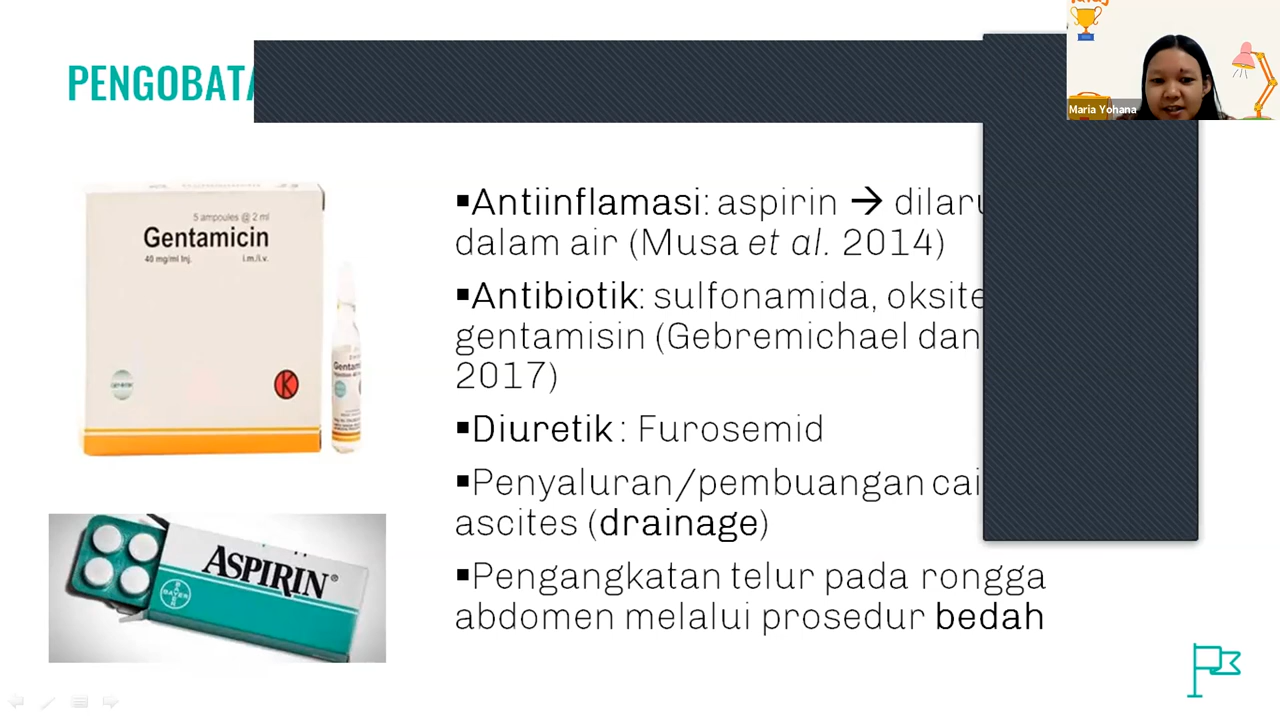 PENGOBATA
Maria Yohana
5 ampoules @ 2 ml
Gentamicin
40 mg/ml Inj. i.m./i.v.
K
▪Antiinflamasi: aspirin → dilaru
dalam air (Musa et al. 2014)
▪Antibiotik: sulfonamida, oksite
gentamisin (Gebremichael dan
2017)
▪Diuretik : Furosemid
▪Penyaluran/pembuangan cai
ascites (drainage)
▪Pengangkatan telur pada rongga
abdomen melalui prosedur bedah
ASPIRIN®
BAYER